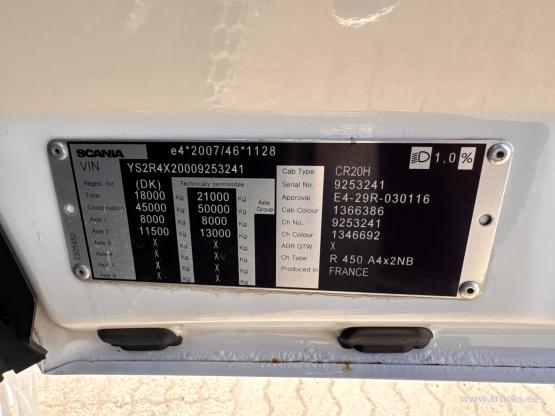 SCANIA e4*2007/46*1128 1,0%
VIN YS2R4X20009253241
Regist. for (DK) Technically permissible
Total 18000 Kg 21000 Kg Axle Group
Combination 45000 Kg 50000 Kg
Axle 1 8000 Kg 8000 Kg
Axle 2 11500 Kg 13000 Kg
Axle 3 X Kg X Kg
Axle 4 X Kg X Kg
Axle 5 X Kg X Kg
Axle 6 X Kg X Kg
2325452
Cab Type CR20H
Serial No. 9253241
Approval E4-29R-030116
Cab Colour 1366386
Ch No. 9253241
Ch Colour 1346692
ADR GTW X
Ch Type R 450 A4x2NB
Produced in FRANCE
www.trucks.ee